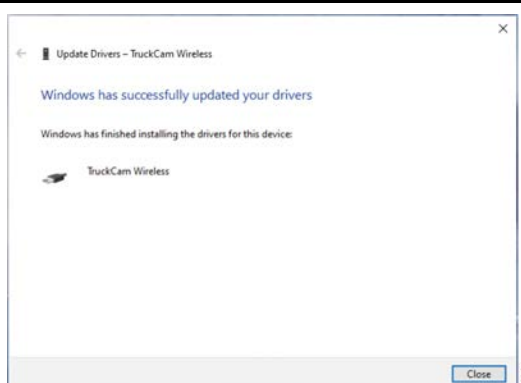 Update Drivers – TruckCam Wireless
Windows has successfully updated your drivers
Windows has finished installing the drivers for this device:
TruckCam Wireless
Close